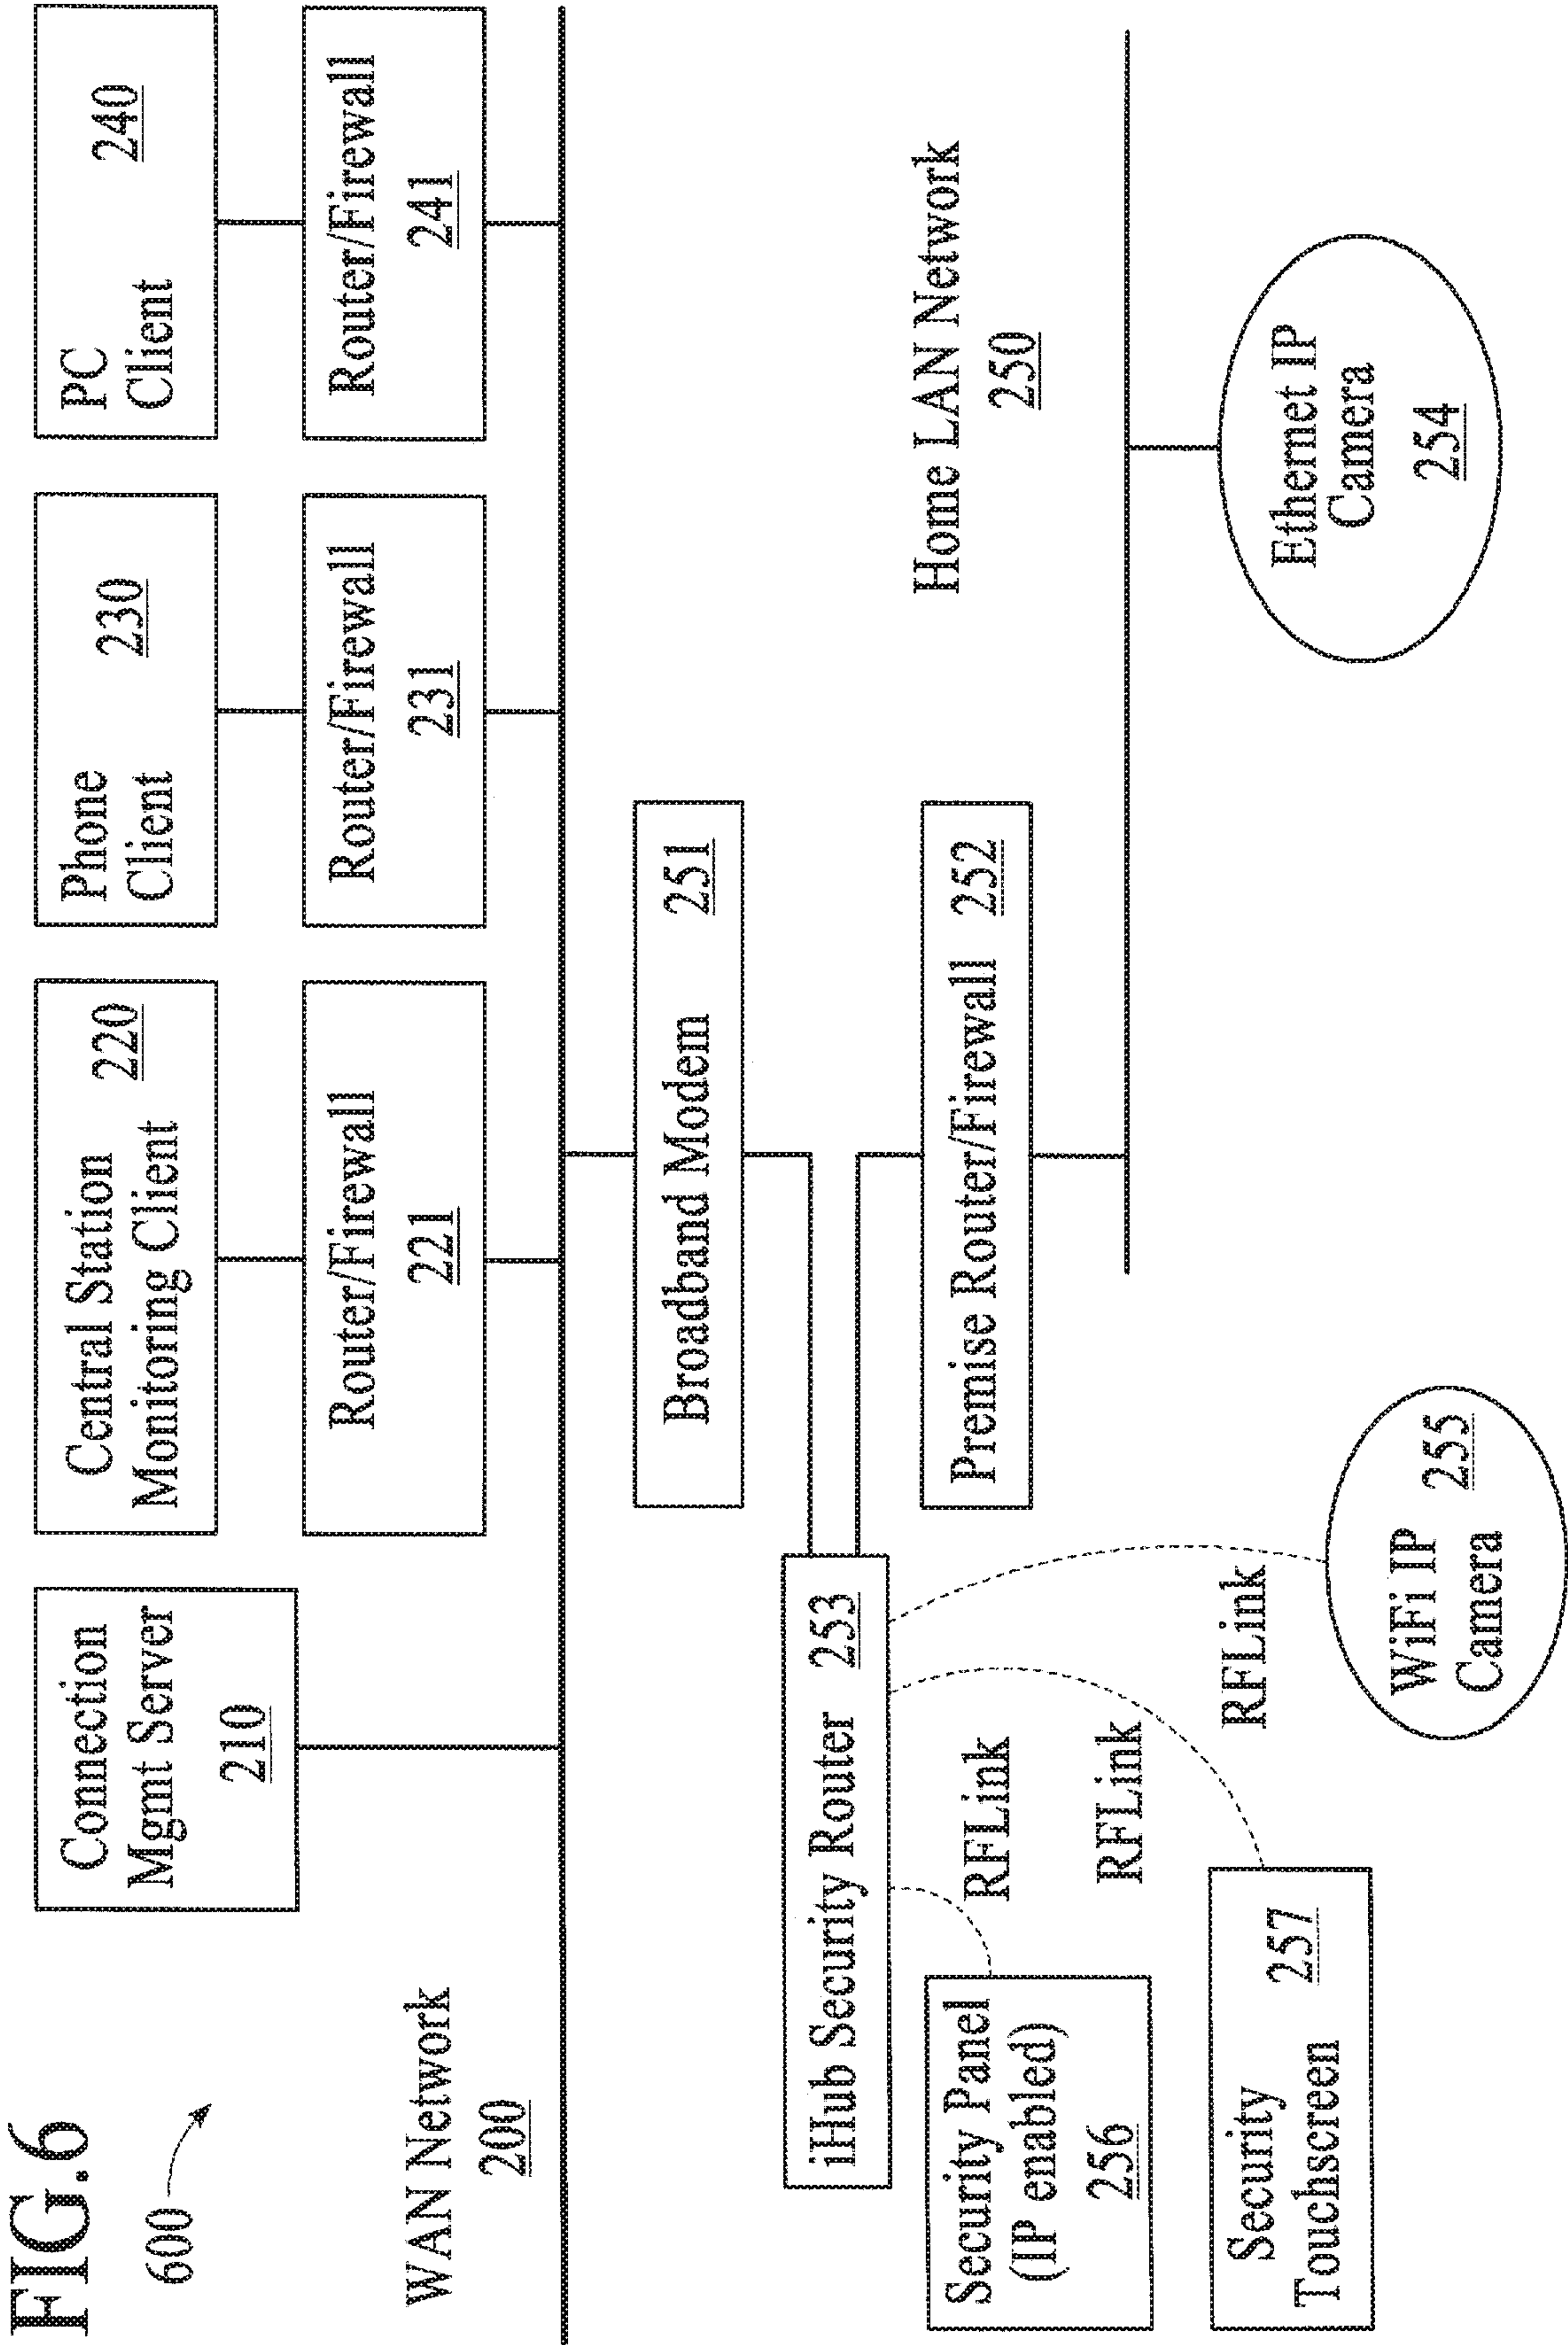 FIG.6
600
Connection
Mgmt Server
210
Central Station
Monitoring Client 220
Phone
Client 230
PC
Client 240
WAN Network
200
Router/Firewall
221
Router/Firewall
231
Router/Firewall
241
Broadband Modem 251
iHub Security Router 253
Premise Router/Firewall 252
Home LAN Network
250
Security Panel
(IP enabled)
256
RFLink
RFLink
RFLink
Security
Touchscreen 257
WiFi IP
Camera 255
Ethernet IP
Camera
254